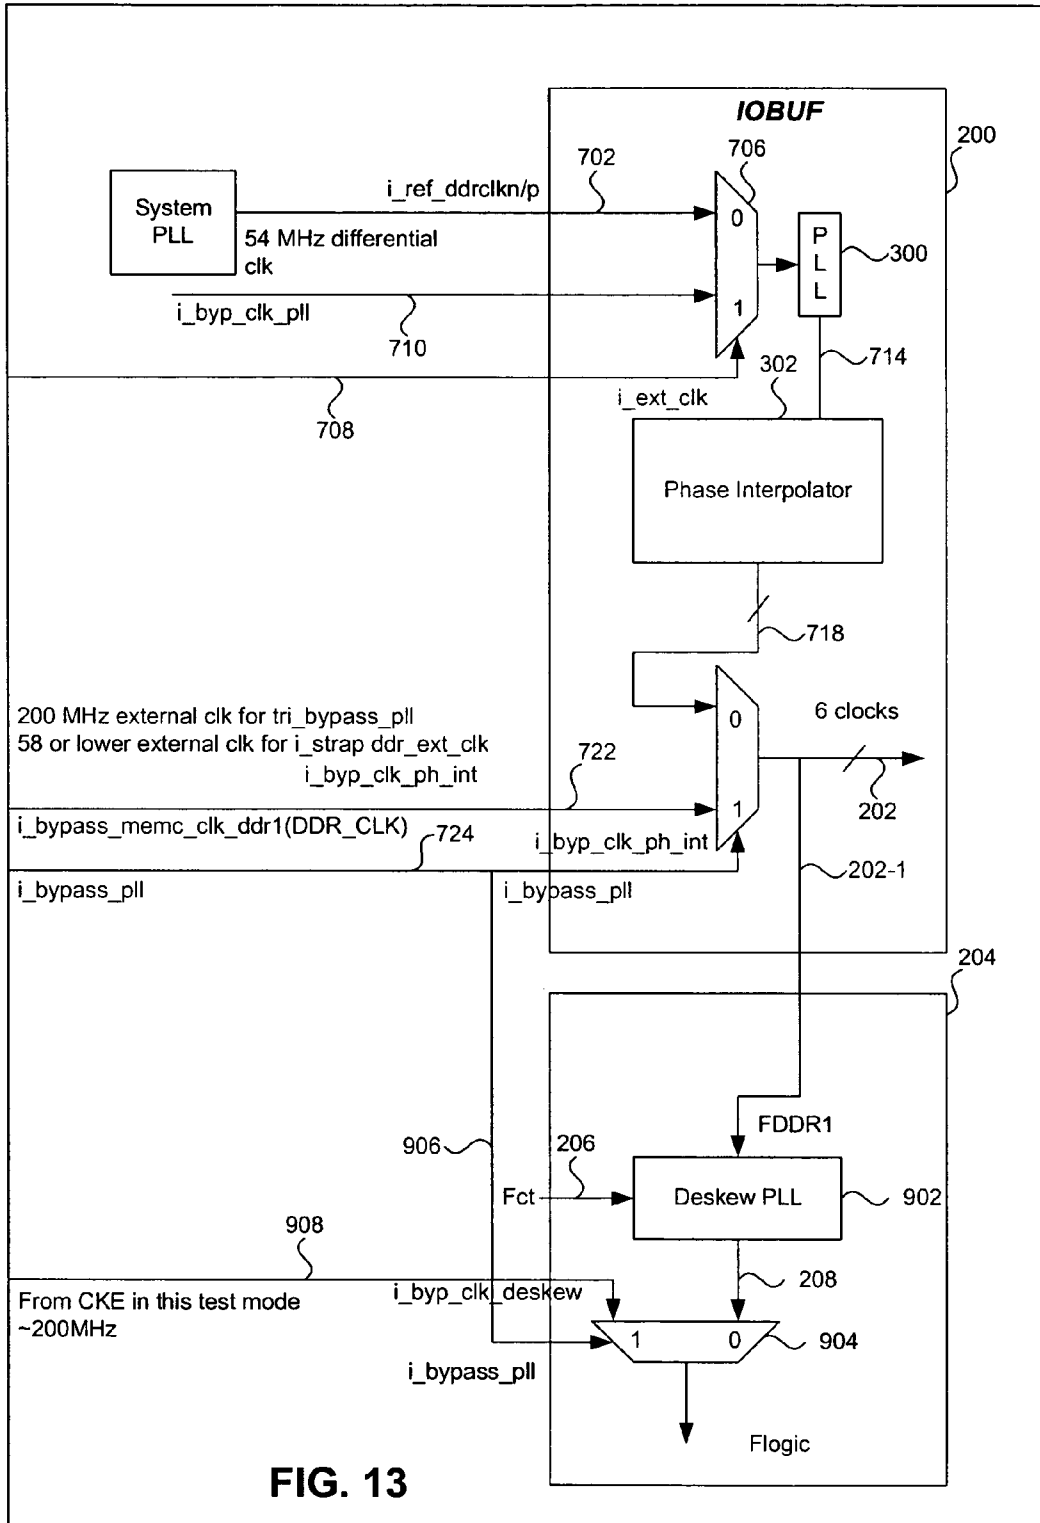 IOBUF
200
706
702
i_ref_ddrclkn/p
System
PLL
54 MHz differential
clk
0
P
L
L
300
i_byp_clk_pll
1
710
302
714
i_ext_clk
708
Phase Interpolator
718
200 MHz external clk for tri_bypass_pll
58 or lower external clk for i_strap ddr_ext_clk
i_byp_clk_ph_int
0
6 clocks
722
1
202
i_bypass_memc_clk_ddr1(DDR_CLK)
724
i_byp_clk_ph_int
202-1
i_bypass_pll
i_bypass_pll
204
FDDR1
906
206
Fct
Deskew PLL
902
908
208
i_byp_clk_deskew
From CKE in this test mode
~200MHz
1
0
904
i_bypass_pll
Flogic
FIG. 13